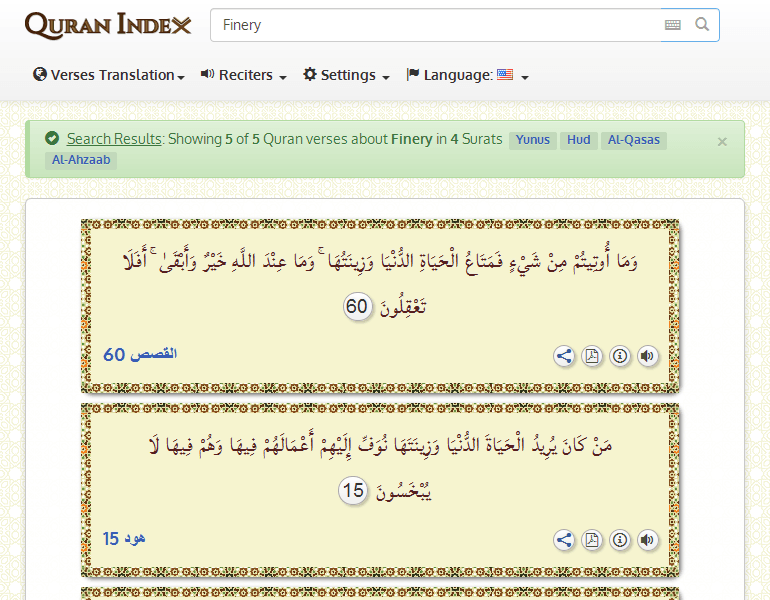 QURAN INDEX
Finery
Verses Translation Reciters Settings Language:
Search Results: Showing 5 of 5 Quran verses about Finery in 4 Surats Yunus Hud Al-Qasas ×
Al-Ahzaab
وَمَا أُوتِيتُمْ مِنْ شَيْءٍ فَمَتَاعُ الْحَيَاةِ الدُّنْيَا وَزِينَتُهَا ۚ وَمَا عِنْدَ اللَّهِ خَيْرٌ وَأَبْقَىٰ ۚ أَفَلَا
تَعْقِلُونَ 60
القصص 60
مَنْ كَانَ يُرِيدُ الْحَيَاةَ الدُّنْيَا وَزِينَتَهَا نُوَفِّ إِلَيْهِمْ أَعْمَالَهُمْ فِيهَا وَهُمْ فِيهَا لَا
يُبْخَسُونَ 15
هود 15